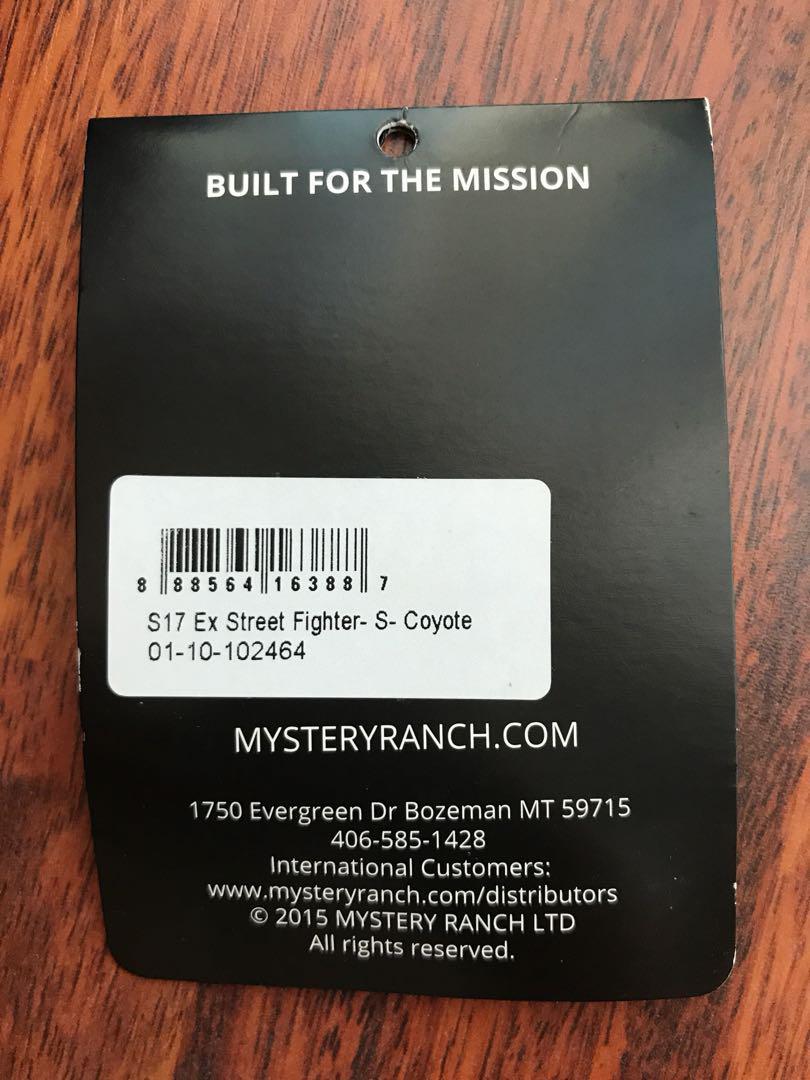 BUILT FOR THE MISSION
8 88564 16388 7
S17 Ex Street Fighter- S- Coyote
01-10-102464
MYSTERYRANCH.COM
1750 Evergreen Dr Bozeman MT 59715
406-585-1428
International Customers:
www.mysteryranch.com/distributors
© 2015 MYSTERY RANCH LTD
All rights reserved.